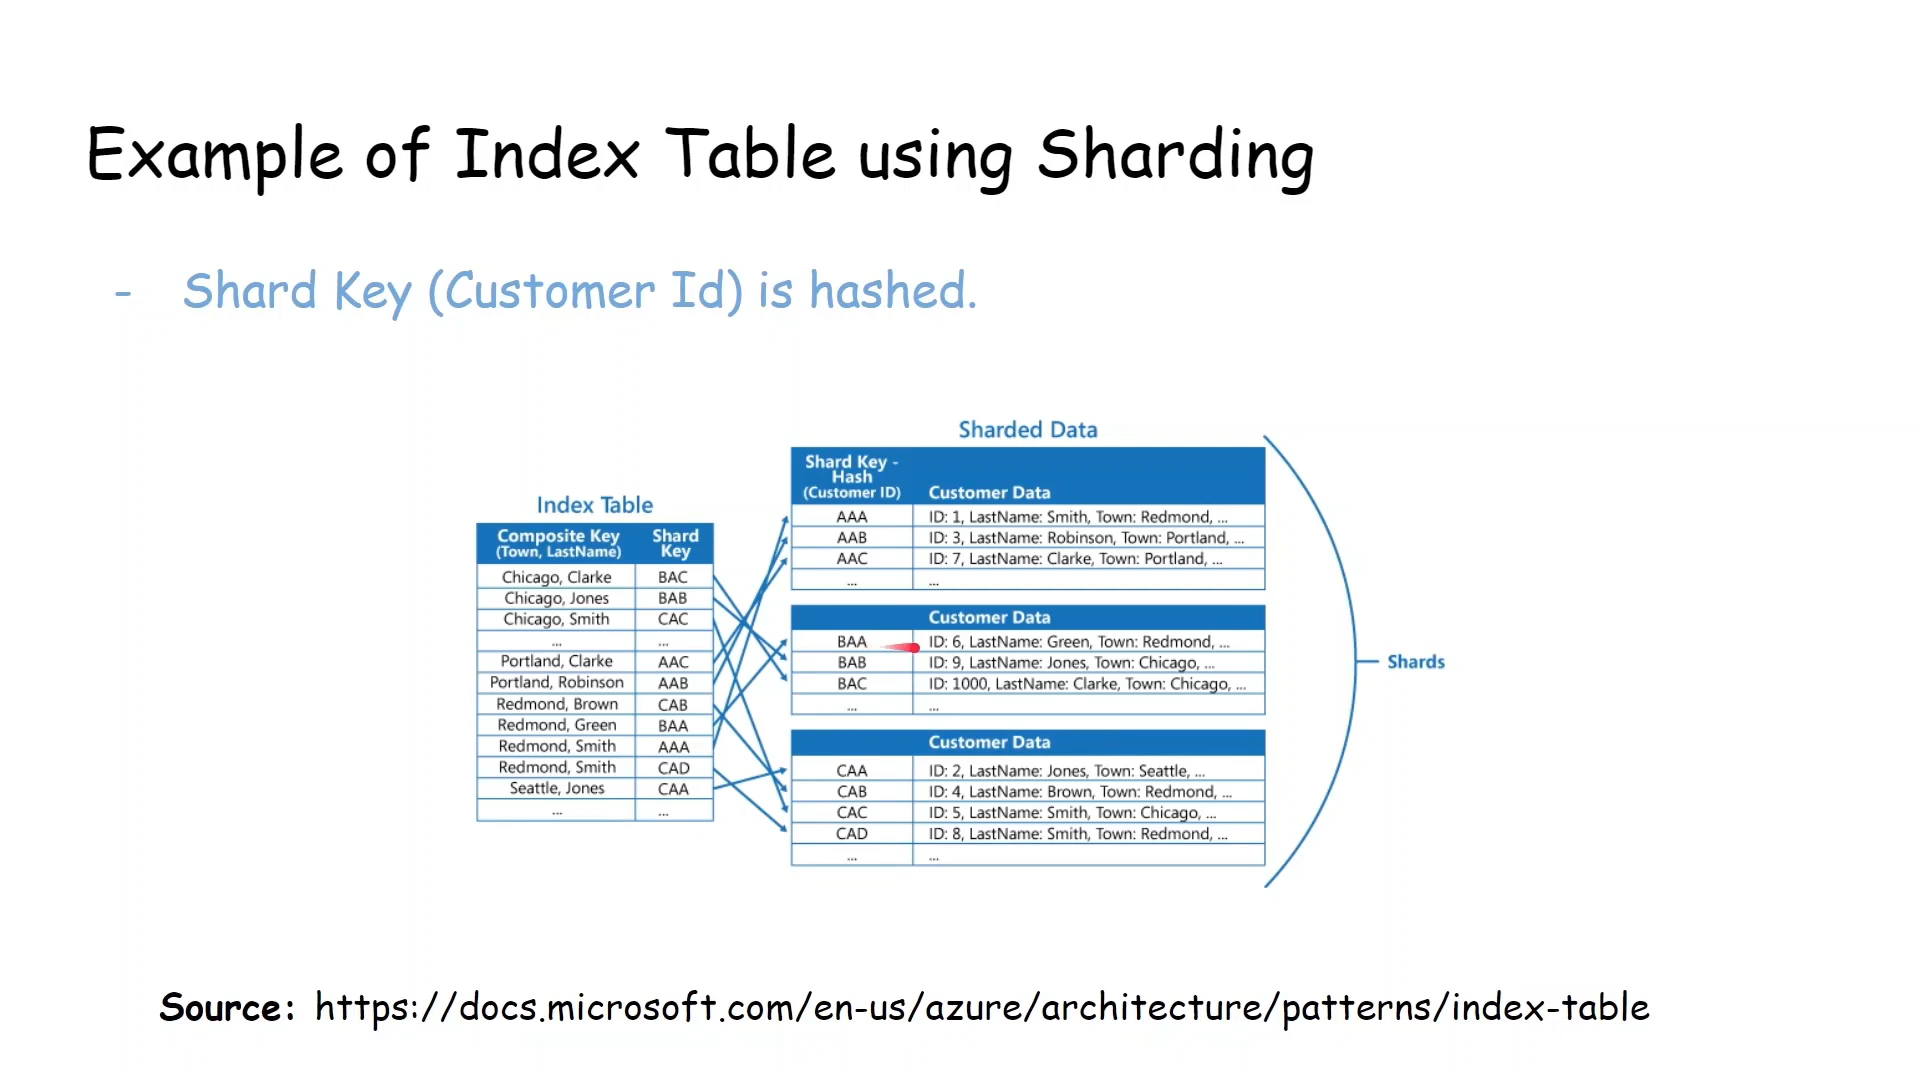 Example of Index Table using Sharding
- Shard Key (Customer Id) is hashed.
Index Table
Composite Key (Town, LastName) Shard Key
Chicago, Clarke BAC
Chicago, Jones BAB
Chicago, Smith CAC
... ...
Portland, Clarke AAC
Portland, Robinson AAB
Redmond, Brown CAB
Redmond, Green BAA
Redmond, Smith AAA
Redmond, Smith CAD
Seattle, Jones CAA
... ...
Sharded Data
Shard Key - Hash (Customer ID) Customer Data
AAA ID: 1, LastName: Smith, Town: Redmond, ...
AAB ID: 3, LastName: Robinson, Town: Portland, ...
AAC ID: 7, LastName: Clarke, Town: Portland, ...
... ...
Customer Data
BAA ID: 6, LastName: Green, Town: Redmond, ...
BAB ID: 9, LastName: Jones, Town: Chicago, ...
BAC ID: 1000, LastName: Clarke, Town: Chicago, ...
... ...
Customer Data
CAA ID: 2, LastName: Jones, Town: Seattle, ...
CAB ID: 4, LastName: Brown, Town: Redmond, ...
CAC ID: 5, LastName: Smith, Town: Chicago, ...
CAD ID: 8, LastName: Smith, Town: Redmond, ...
... ...
Shards
Source: https://docs.microsoft.com/en-us/azure/architecture/patterns/index-table